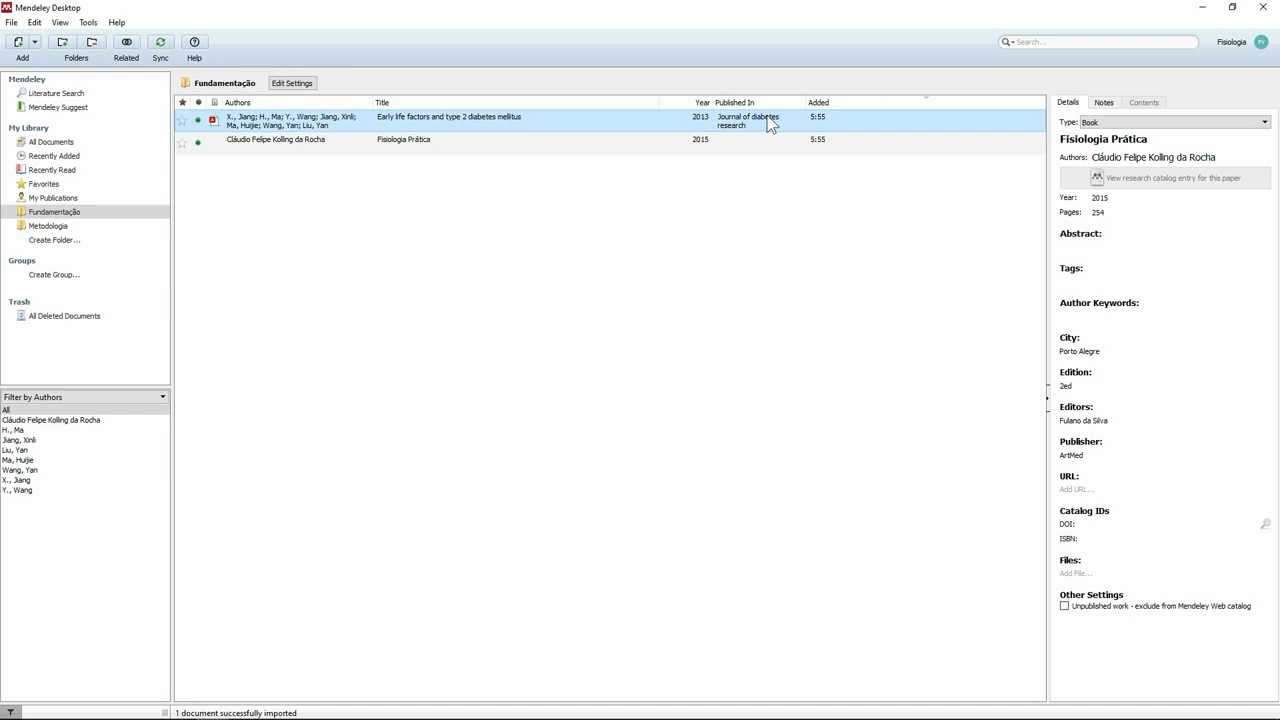 Mendeley Desktop
File Edit View Tools Help
Add Folders Related Sync Help
Search...
Fisiologia FV
Mendeley
Literature Search
Mendeley Suggest
My Library
All Documents
Recently Added
Recently Read
Favorites
My Publications
Fundamentação
Metodologia
Create Folder...
Groups
Create Group...
Trash
All Deleted Documents
Filter by Authors
All
Cláudio Felipe Kolling da Rocha
H., Ma
Jiang, Xinli
Liu, Yan
Ma, Huijie
Wang, Yan
X., Jiang
Y., Wang
Fundamentação Edit Settings
Authors Title Year Published In Added
X., Jiang; H., Ma; Y., Wang; Jiang, Xinli; Early life factors and type 2 diabetes mellitus 2013 Journal of diabetes 5:55
Ma, Huijie; Wang, Yan; Liu, Yan research
Cláudio Felipe Kolling da Rocha Fisiologia Prática 2015 5:55
Details Notes Contents
Type: Book
Fisiologia Prática
Authors: Cláudio Felipe Kolling da Rocha
View research catalog entry for this paper
Year: 2015
Pages: 254
Abstract:
Tags:
Author Keywords:
City:
Porto Alegre
Edition:
2ed
Editors:
Fulano da Silva
Publisher:
ArtMed
URL:
Add URL...
Catalog IDs
DOI:
ISBN:
Files:
Add File...
Other Settings
Unpublished work - exclude from Mendeley Web catalog
1 document successfully imported